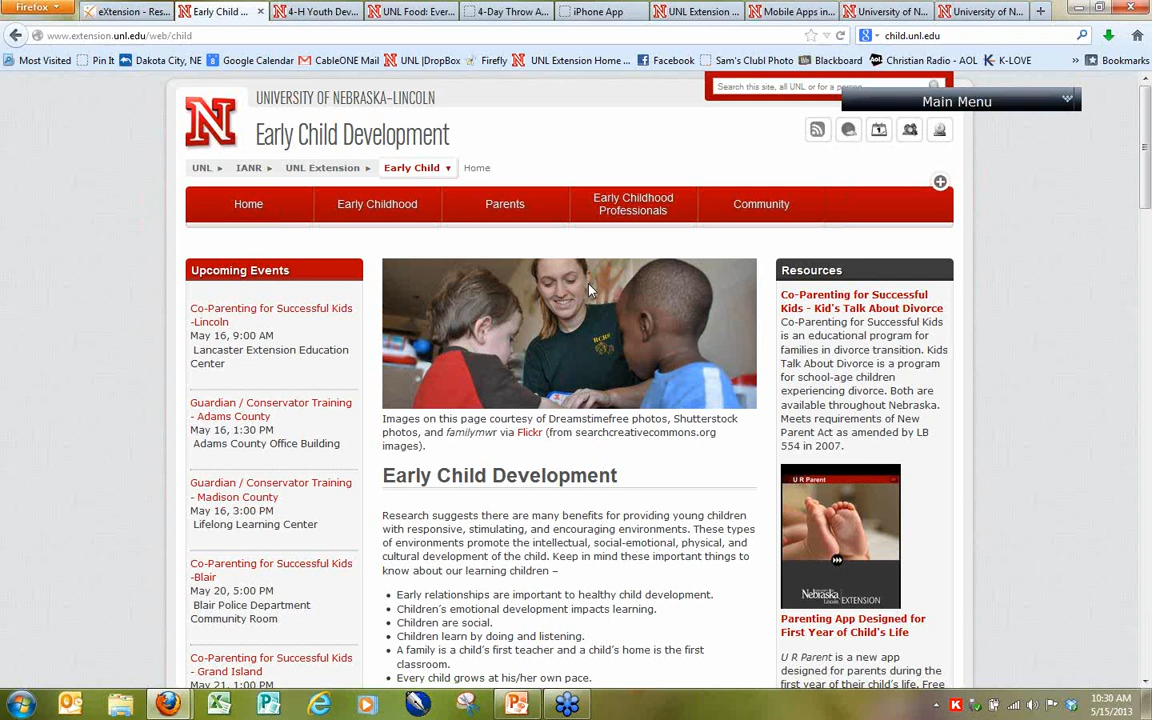 Firefox
eXtension - Res...
Early Child ...
4-H Youth Dev...
UNL Food: Ever...
4-Day Throw A...
iPhone App
UNL Extension ...
Mobile Apps in...
University of N...
University of N...
www.extension.unl.edu/web/child
child.unl.edu
Most Visited
Pin It
Dakota City, NE
Google Calendar
CableONE Mail
UNL |DropBox
Firefly
UNL Extension Home ...
Facebook
Sam's Clubl Photo
Blackboard
Christian Radio - AOL
K-LOVE
Bookmarks
Search this site, all UNL or for a person
Main Menu
N
UNIVERSITY OF NEBRASKA–LINCOLN
Early Child Development
UNL
IANR
UNL Extension
Early Child
Home
Home
Early Childhood
Parents
Early Childhood
Professionals
Community
Upcoming Events
Co-Parenting for Successful Kids
-Lincoln
May 16, 9:00 AM
Lancaster Extension Education
Center
Guardian / Conservator Training
- Adams County
May 16, 1:30 PM
Adams County Office Building
Guardian / Conservator Training
- Madison County
May 16, 3:00 PM
Lifelong Learning Center
Co-Parenting for Successful Kids
-Blair
May 20, 5:00 PM
Blair Police Department
Community Room
Co-Parenting for Successful Kids
- Grand Island
May 21, 1:00 PM
Images on this page courtesy of Dreamstimefree photos, Shutterstock
photos, and familymwr via Flickr (from searchcreativecommons.org
images).
Early Child Development
Research suggests there are many benefits for providing young children
with responsive, stimulating, and encouraging environments. These types
of environments promote the intellectual, social-emotional, physical, and
cultural development of the child. Keep in mind these important things to
know about our learning children –
Early relationships are important to healthy child development.
Children´s emotional development impacts learning.
Children are social.
Children learn by doing and listening.
A family is a child´s first teacher and a child´s home is the first
classroom.
Every child grows at his/her own pace.
Resources
Co-Parenting for Successful
Kids - Kid's Talk About Divorce
Co-Parenting for Successful Kids
is an educational program for
families in divorce transition. Kids
Talk About Divorce is a program
for school-age children
experiencing divorce. Both are
available throughout Nebraska.
Meets requirements of New
Parent Act as amended by LB
554 in 2007.
U R Parent
Nebraska
Lincoln EXTENSION
Parenting App Designed for
First Year of Child's Life
U R Parent is a new app
designed for parents during the
first year of their child's life. Free
10:30 AM
5/15/2013